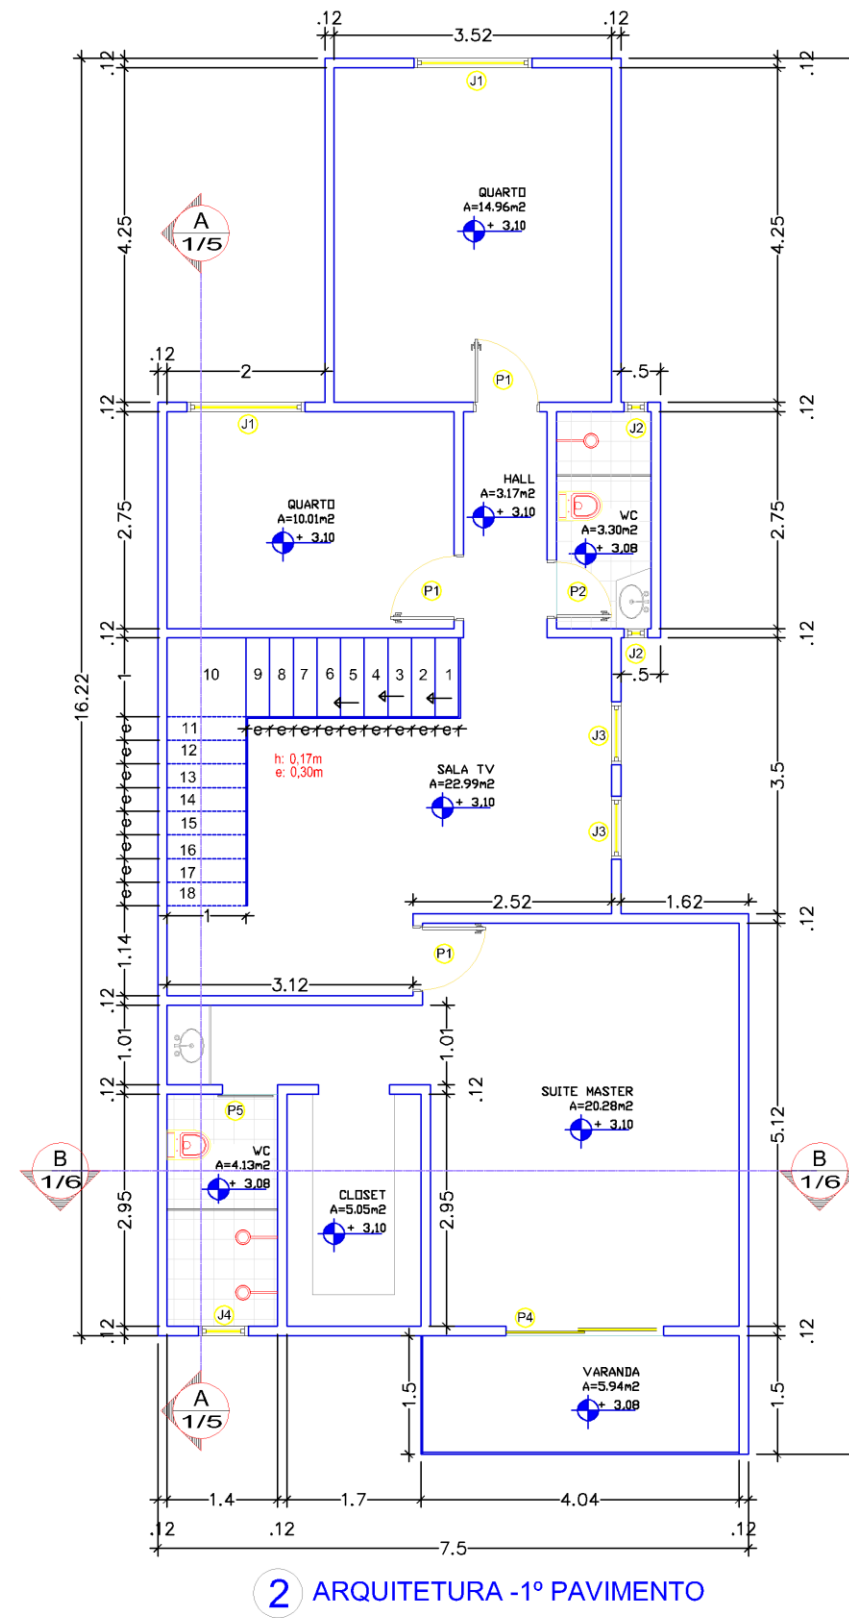 .12
3.52
.12
.12
.12
J1
QUARTO
A=14.96m2
+ 3,10
A
1/5
4.25
4.25
.12
2
P1
.5
.12
.12
J1
J2
HALL
A=3.17m2
+ 3,10
QUARTO
A=10.01m2
+ 3,10
WC
A=3.30m2
+ 3,08
2.75
2.75
P1
P2
.12
.12
J2
.5
10
9
8
7
6
5
4
3
2
1
1
16.22
e e e e e e e e e
h: 0,17m
e: 0,30m
11
12
13
14
15
16
17
18
e
e
e
e
e
e
e
e
J3
SALA TV
A=22.99m2
+ 3,10
3.5
J3
1
2.52
1.62
.12
1.14
P1
3.12
.12
1.01
1.01
.12
.12
P5
SUITE MASTER
A=20.28m2
+ 3,10
5.12
B
1/6
B
1/6
WC
A=4.13m2
+ 3,08
CLOSET
A=5.05m2
+ 3,10
2.95
2.95
J4
P4
.12
.12
VARANDA
A=5.94m2
+ 3,08
1.5
1.5
A
1/5
1.4
1.7
4.04
.12
.12
.12
7.5
2
ARQUITETURA -1º PAVIMENTO